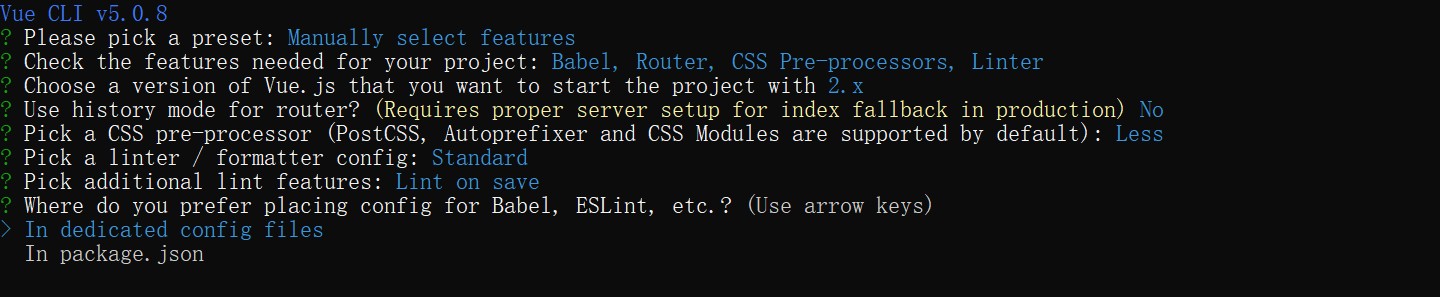 Vue CLI v5.0.8
? Please pick a preset: Manually select features
? Check the features needed for your project: Babel, Router, CSS Pre-processors, Linter
? Choose a version of Vue.js that you want to start the project with 2.x
? Use history mode for router? (Requires proper server setup for index fallback in production) No
? Pick a CSS pre-processor (PostCSS, Autoprefixer and CSS Modules are supported by default): Less
? Pick a linter / formatter config: Standard
? Pick additional lint features: Lint on save
? Where do you prefer placing config for Babel, ESLint, etc.? (Use arrow keys)
> In dedicated config files
  In package.json